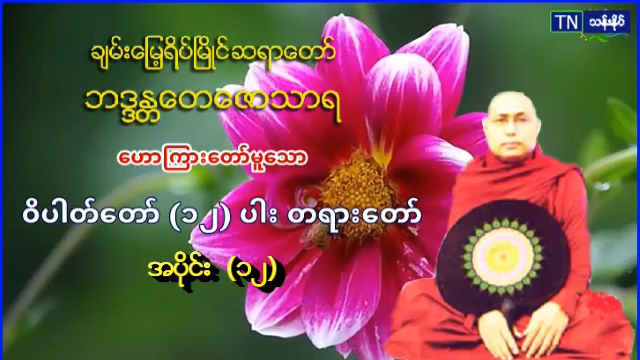 TN သန်းနိုင်
ချမ်းမြေ့ရိပ်မြိုင်ဆရာတော်
ဘဒ္ဒန္တတေဇောသာရ
ဟောကြားတော်မူသော
ဝိပါတ်တော် (၁၂) ပါး တရားတော်
အပိုင်း (၁၂)